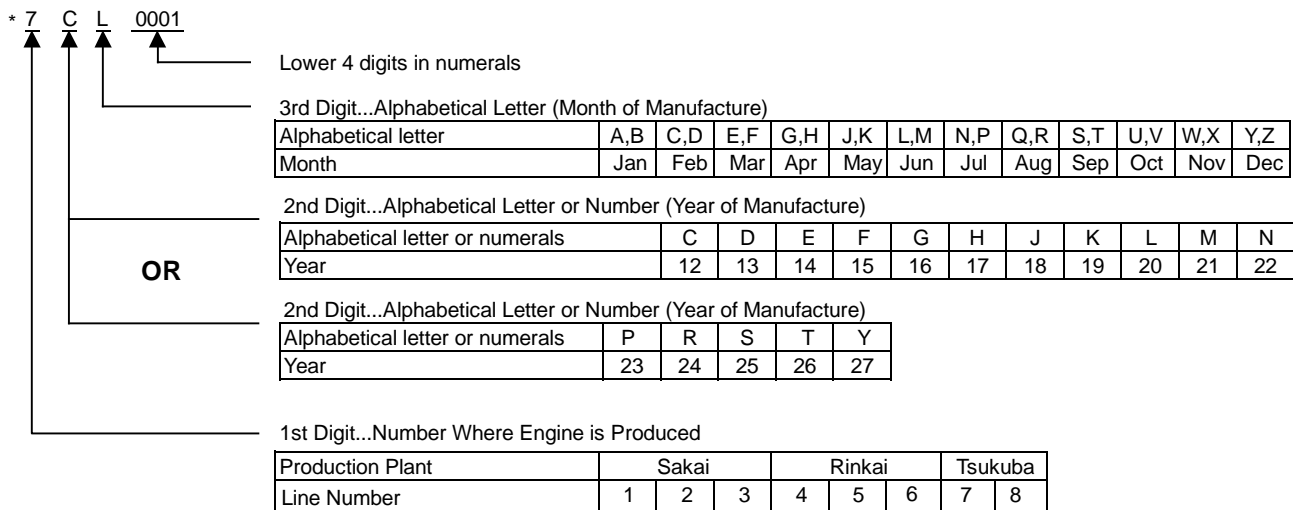 * 7 C L 0001
Lower 4 digits in numerals
3rd Digit...Alphabetical Letter (Month of Manufacture)
Alphabetical letter A,B C,D E,F G,H J,K L,M N,P Q,R S,T U,V W,X Y,Z
Month Jan Feb Mar Apr May Jun Jul Aug Sep Oct Nov Dec
2nd Digit...Alphabetical Letter or Number (Year of Manufacture)
Alphabetical letter or numerals C D E F G H J K L M N
Year 12 13 14 15 16 17 18 19 20 21 22
OR
2nd Digit...Alphabetical Letter or Number (Year of Manufacture)
Alphabetical letter or numerals P R S T Y
Year 23 24 25 26 27
1st Digit...Number Where Engine is Produced
Production Plant Sakai Rinkai Tsukuba
Line Number 1 2 3 4 5 6 7 8